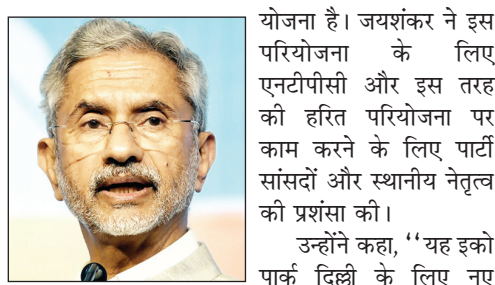 योजना है। जयशंकर ने इस
परियोजना के लिए
एनटीपीसी और इस तरह
की हरित परियोजना पर
काम करने के लिए पार्टी
सांसदों और स्थानीय नेतृत्व
की प्रशंसा की।
उन्होंने कहा, ‘‘यह इको
पार्क दिल्ली के लिए नए